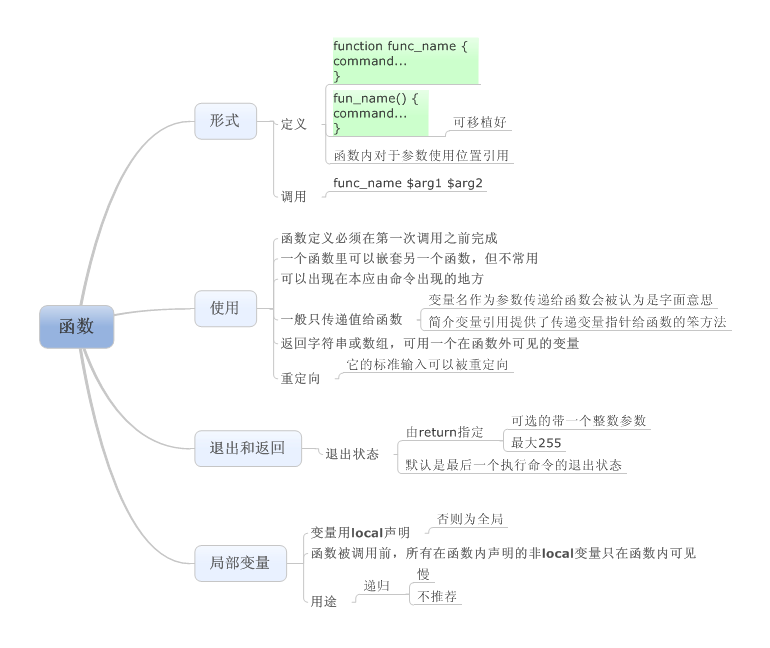 函数
形式
定义
function func_name {
command...
}
fun_name() {
command...
}
可移植好
函数内对于参数使用位置引用
调用
func_name $arg1 $arg2
使用
函数定义必须在第一次调用之前完成
一个函数里可以嵌套另一个函数，但不常用
可以出现在本应由命令出现的地方
一般只传递值给函数
变量名作为参数传递给函数会被认为是字面意思
简介变量引用提供了传递变量指针给函数的笨方法
返回字符串或数组，可用一个在函数外可见的变量
重定向
它的标准输入可以被重定向
退出和返回
退出状态
由return指定
可选的带一个整数参数
最大255
默认是最后一个执行命令的退出状态
局部变量
变量用local声明
否则为全局
函数被调用前，所有在函数内声明的非local变量只在函数内可见
用途
递归
慢
不推荐